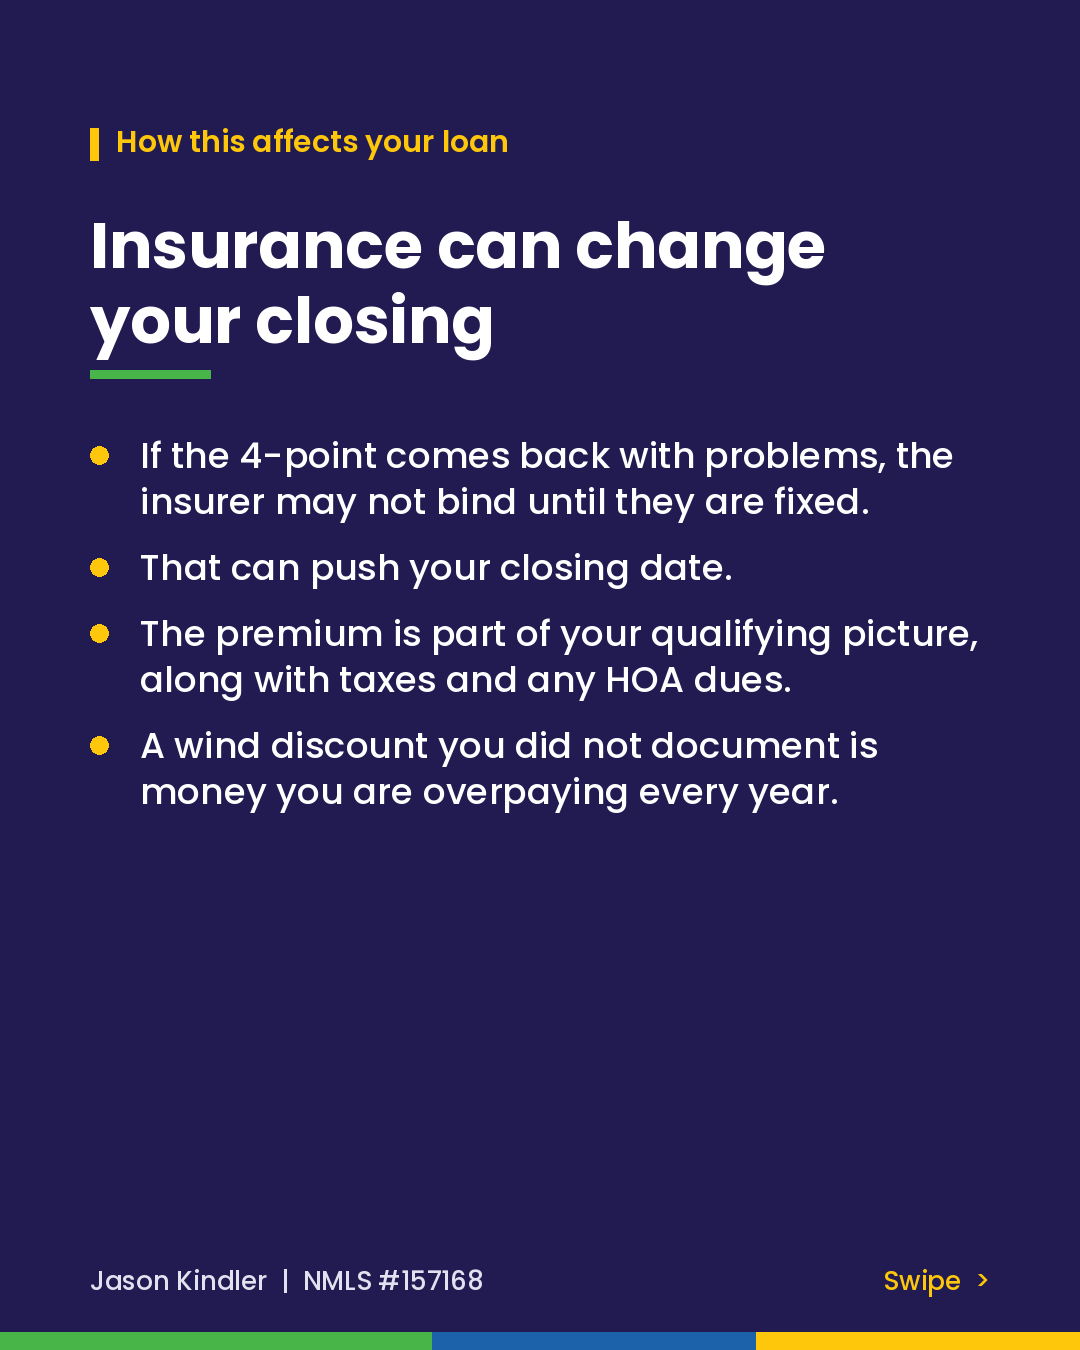 How this affects your loan
Insurance can change
your closing
If the 4-point comes back with problems, the
insurer may not bind until they are fixed.
That can push your closing date.
The premium is part of your qualifying picture,
along with taxes and any HOA dues.
A wind discount you did not document is
money you are overpaying every year.
Jason Kindler | NMLS #157168
Swipe >